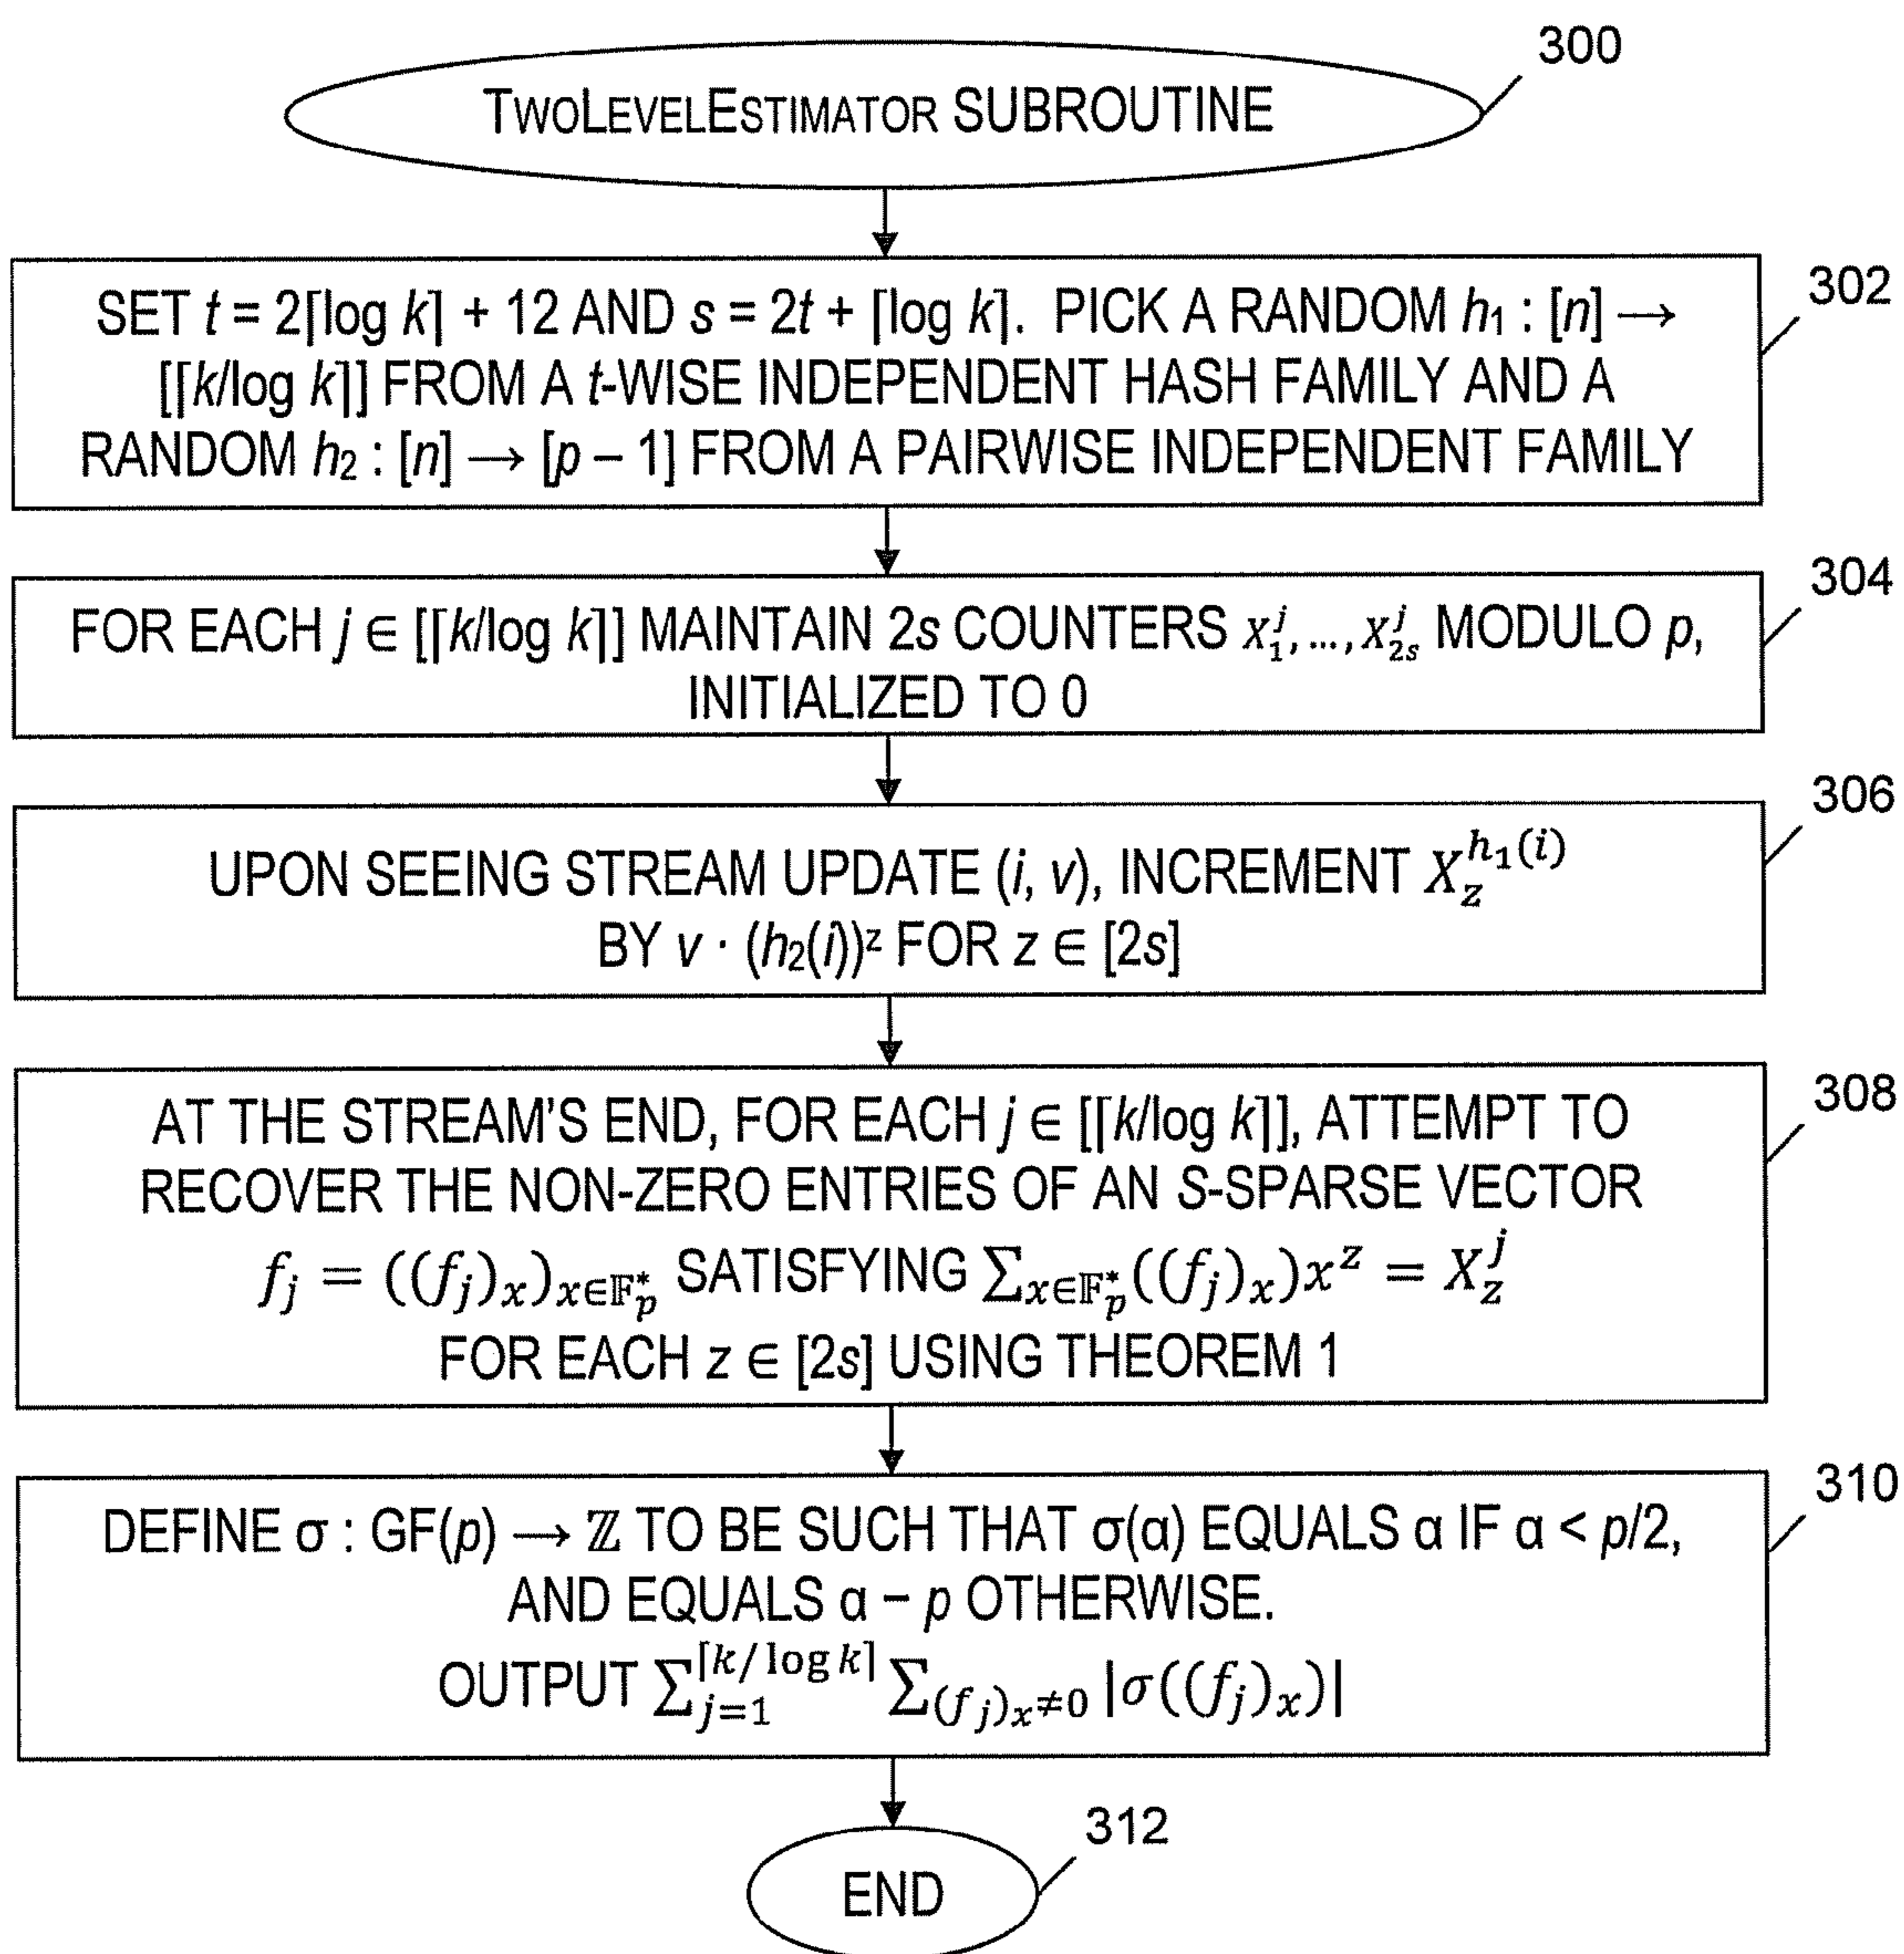 300
TWOLEVELESTIMATOR SUBROUTINE
302
SET t = 2⌈log k⌉ + 12 AND s = 2t + ⌈log k⌉. PICK A RANDOM h₁ : [n] →
[⌈k/log k⌉] FROM A t-WISE INDEPENDENT HASH FAMILY AND A
RANDOM h₂ : [n] → [p – 1] FROM A PAIRWISE INDEPENDENT FAMILY
304
FOR EACH j ∈ [⌈k/log k⌉] MAINTAIN 2s COUNTERS X_1^j, ..., X_{2s}^j MODULO p,
INITIALIZED TO 0
306
UPON SEEING STREAM UPDATE (i, v), INCREMENT X_z^{h_1(i)}
BY v · (h₂(i))^z FOR z ∈ [2s]
308
AT THE STREAM'S END, FOR EACH j ∈ [⌈k/log k⌉], ATTEMPT TO
RECOVER THE NON-ZERO ENTRIES OF AN S-SPARSE VECTOR
f_j = ((f_j)_x)_{x∈𝔽_p^*} SATISFYING ∑_{x∈𝔽_p^*}((f_j)_x)x^z = X_z^j
FOR EACH z ∈ [2s] USING THEOREM 1
310
DEFINE σ : GF(p) → ℤ TO BE SUCH THAT σ(α) EQUALS α IF α < p/2,
AND EQUALS α – p OTHERWISE.
OUTPUT ∑_{j=1}^{⌈k/log k⌉} ∑_{(f_j)_x≠0} |σ((f_j)_x)|
312
END